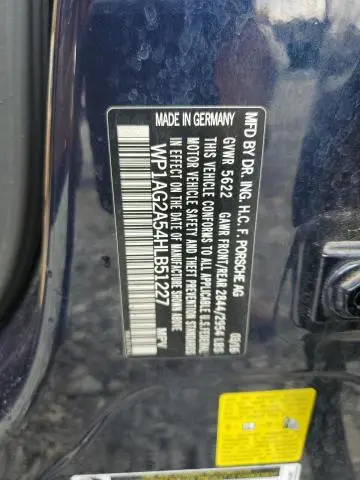 MFD BY DR. ING. H.C. F. PORSCHE AG
GVWR 5622 GAWR FRONT/REAR 2844/2954 LBS
THIS VEHICLE CONFORMS TO ALL APPLICABLE U.S.FEDERAL
MOTOR VEHICLE SAFETY AND THEFT PREVENTION STANDARDS
IN EFFECT ON THE DATE OF MANUFACTURE SHOWN ABOVE
WP1AG2A54HLB51227 MPV
MADE IN GERMANY